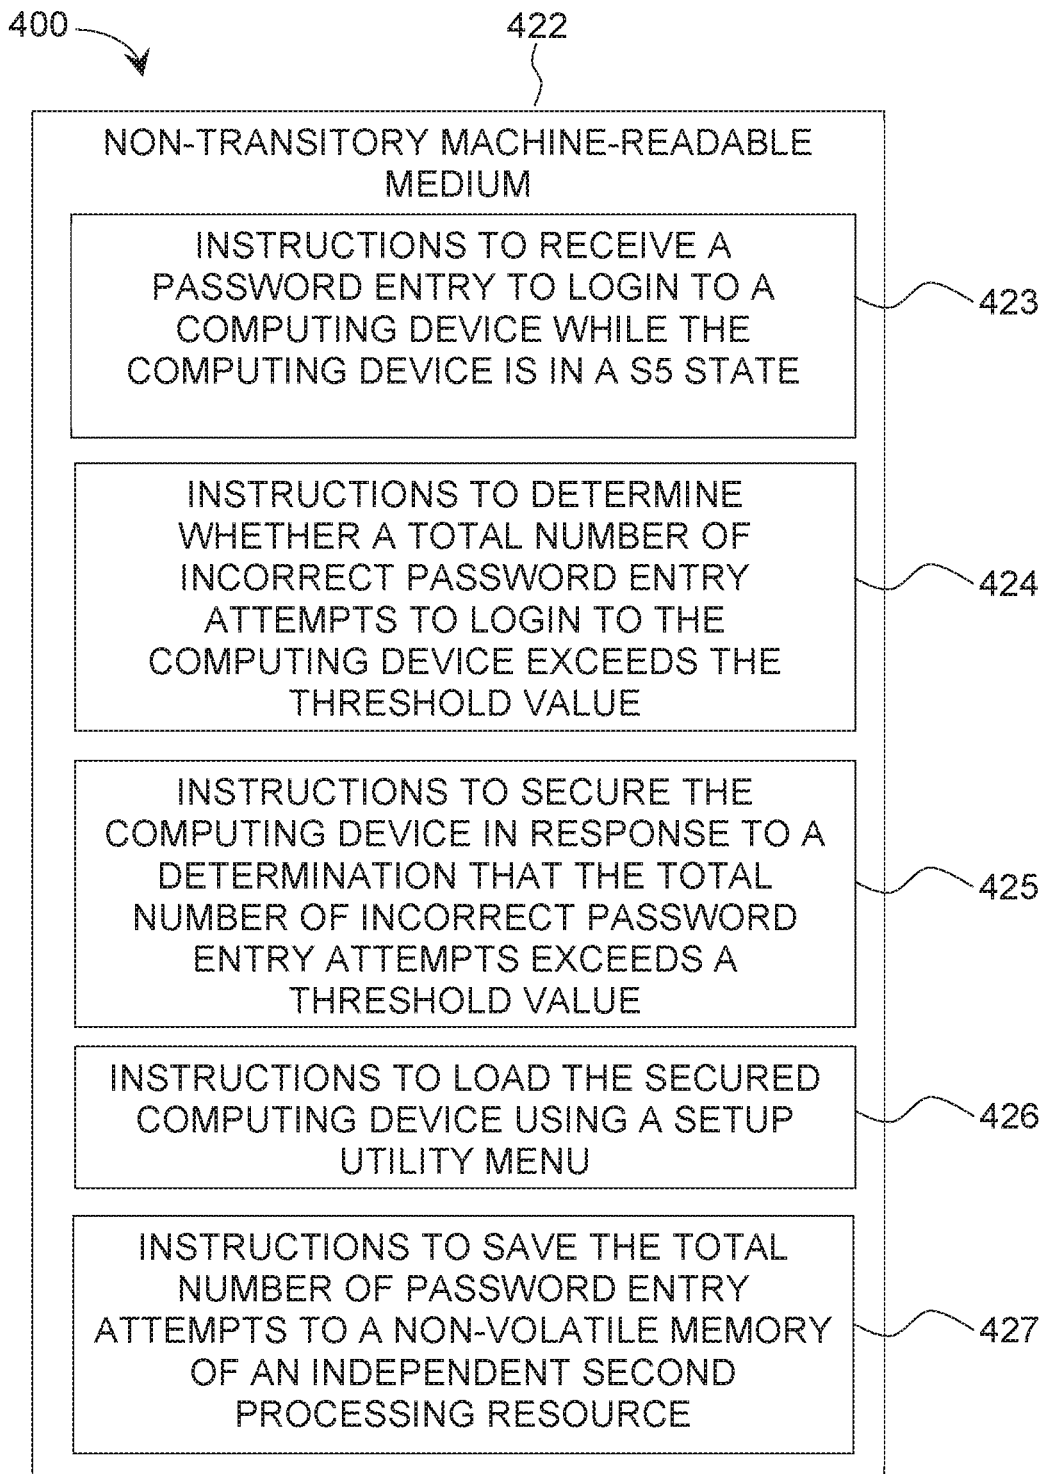 400
422
NON-TRANSITORY MACHINE-READABLE
MEDIUM
INSTRUCTIONS TO RECEIVE A
PASSWORD ENTRY TO LOGIN TO A
COMPUTING DEVICE WHILE THE
COMPUTING DEVICE IS IN A S5 STATE
423
INSTRUCTIONS TO DETERMINE
WHETHER A TOTAL NUMBER OF
INCORRECT PASSWORD ENTRY
ATTEMPTS TO LOGIN TO THE
COMPUTING DEVICE EXCEEDS THE
THRESHOLD VALUE
424
INSTRUCTIONS TO SECURE THE
COMPUTING DEVICE IN RESPONSE TO A
DETERMINATION THAT THE TOTAL
NUMBER OF INCORRECT PASSWORD
ENTRY ATTEMPTS EXCEEDS A
THRESHOLD VALUE
425
INSTRUCTIONS TO LOAD THE SECURED
COMPUTING DEVICE USING A SETUP
UTILITY MENU
426
INSTRUCTIONS TO SAVE THE TOTAL
NUMBER OF PASSWORD ENTRY
ATTEMPTS TO A NON-VOLATILE MEMORY
OF AN INDEPENDENT SECOND
PROCESSING RESOURCE
427